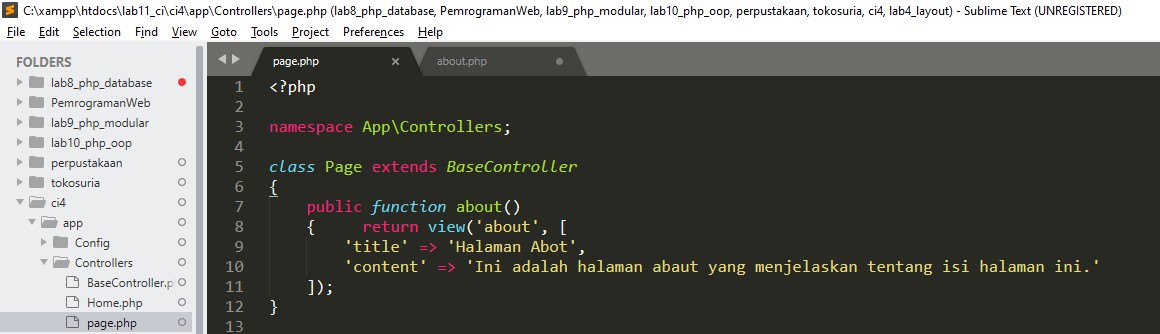 C:\xampp\htdocs\lab11_ci\ci4\app\Controllers\page.php (lab8_php_database, PemrogramanWeb, lab9_php_modular, lab10_php_oop, perpustakaan, tokosuria, ci4, lab4_layout) - Sublime Text (UNREGISTERED)
File Edit Selection Find View Goto Tools Project Preferences Help
FOLDERS
lab8_php_database
PemrogramanWeb
lab9_php_modular
lab10_php_oop
perpustakaan
tokosuria
ci4
app
Config
Controllers
BaseController.p
Home.php
page.php
page.php × about.php
1 <?php
2
3 namespace App\Controllers;
4
5 class Page extends BaseController
6 {
7 public function about()
8 { return view('about', [
9 'title' => 'Halaman Abot',
10 'content' => 'Ini adalah halaman abaut yang menjelaskan tentang isi halaman ini.'
11 ]);
12 }
13